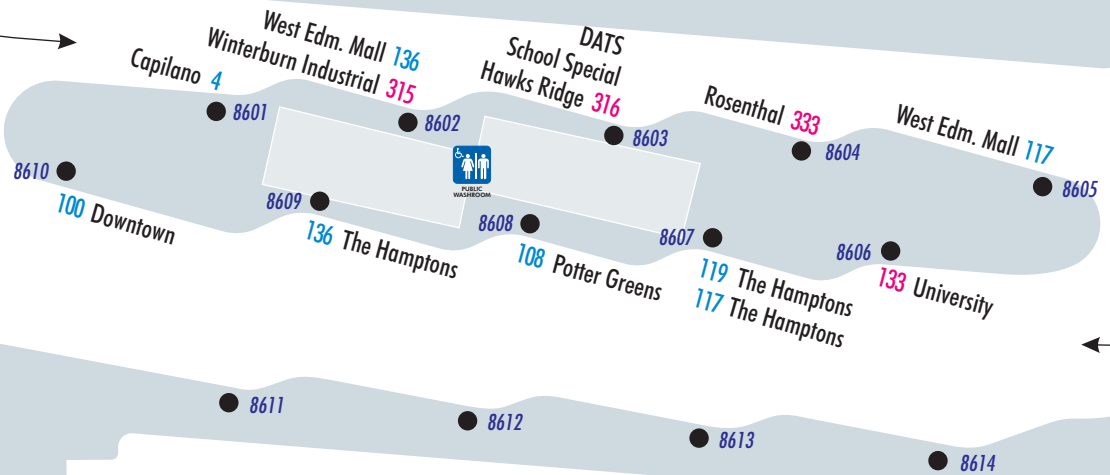 Capilano 4
8601
West Edm. Mall 136
Winterburn Industrial 315
8602
DATS
School Special
Hawks Ridge 316
8603
Rosenthal 333
8604
West Edm. Mall 117
8605
PUBLIC
WASHROOM
8610
100 Downtown
8609
136 The Hamptons
8608
108 Potter Greens
8607
119 The Hamptons
117 The Hamptons
8606
133 University
8611
8612
8613
8614